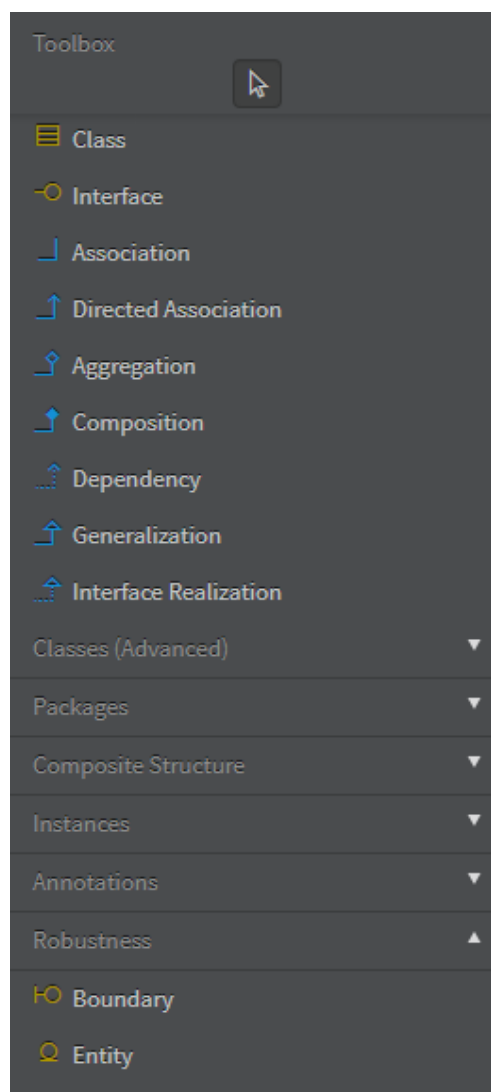 Toolbox
Class
Interface
Association
Directed Association
Aggregation
Composition
Dependency
Generalization
Interface Realization
Classes (Advanced)
Packages
Composite Structure
Instances
Annotations
Robustness
Boundary
Entity